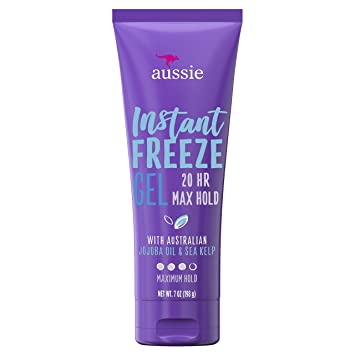 aussie
Instant
FREEZE
GEL 20 HR
MAX HOLD
WITH AUSTRALIAN
JOJOBA OIL & SEA KELP
MAXIMUM HOLD
NET WT. 7 OZ (198 g)